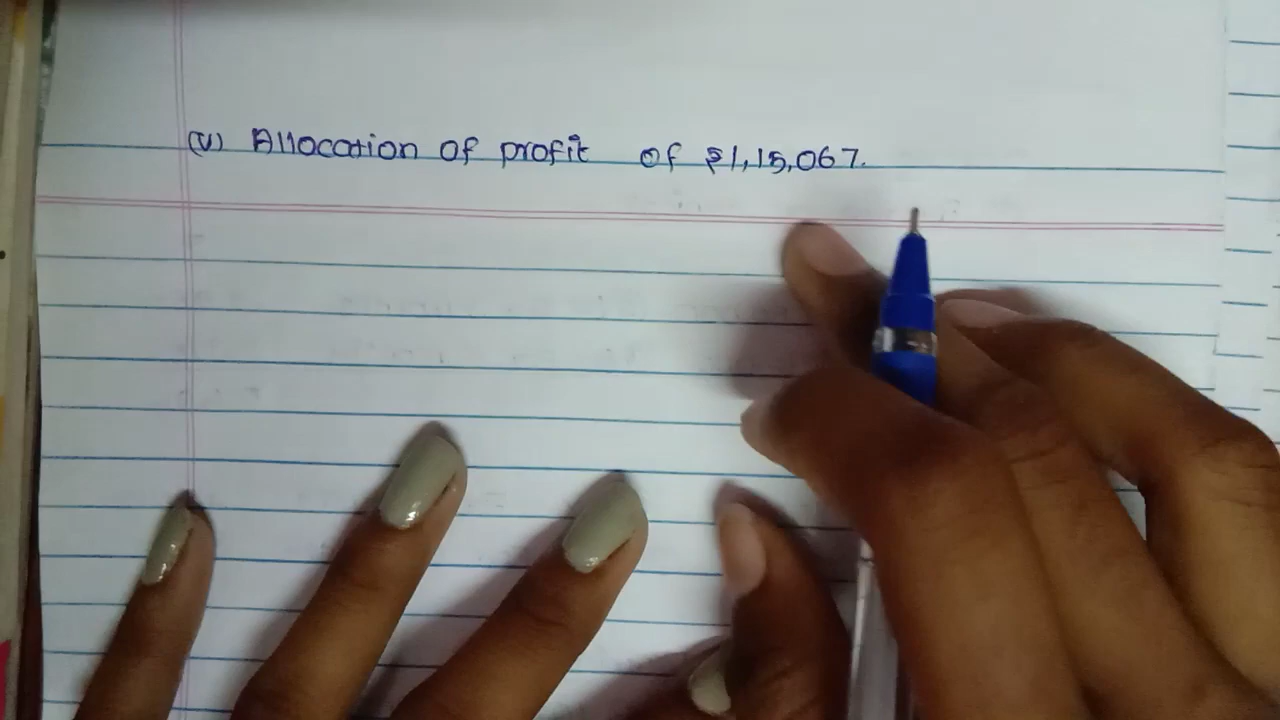 (V) Allocation of profit of ₹1,15,067.